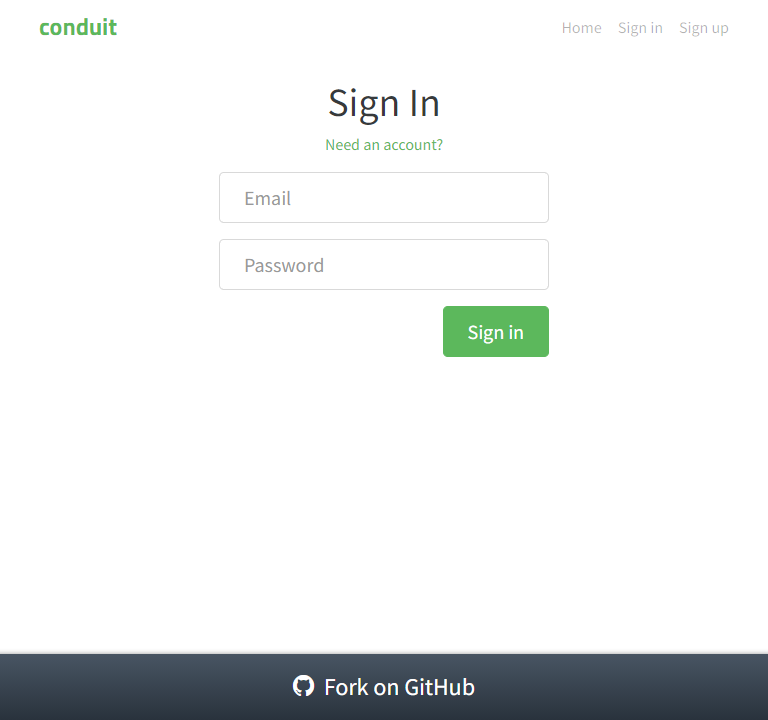 conduit
Home Sign in Sign up
Sign In
Need an account?
Email
Password
Sign in
Fork on GitHub